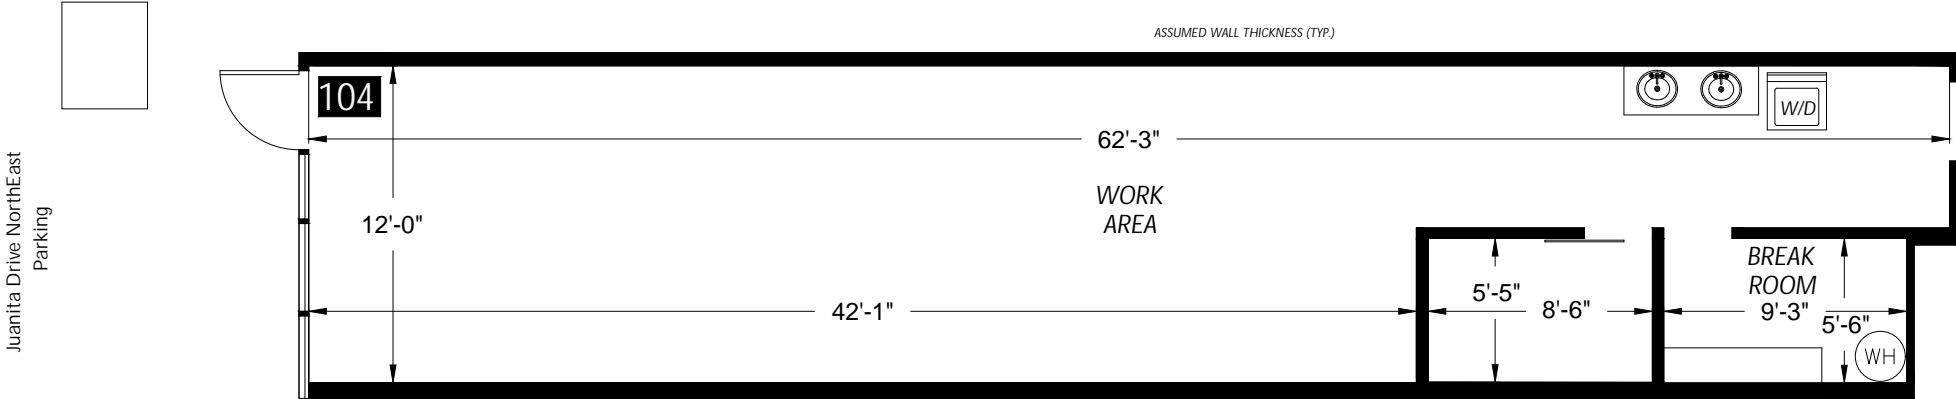 ASSUMED WALL THICKNESS (TYP.)
104
W/D
62'-3"
Juanita Drive NorthEast
Parking
WORK
AREA
12'-0"
BREAK
ROOM
5'-5"
42'-1"
8'-6"
9'-3"
5'-6"
WH